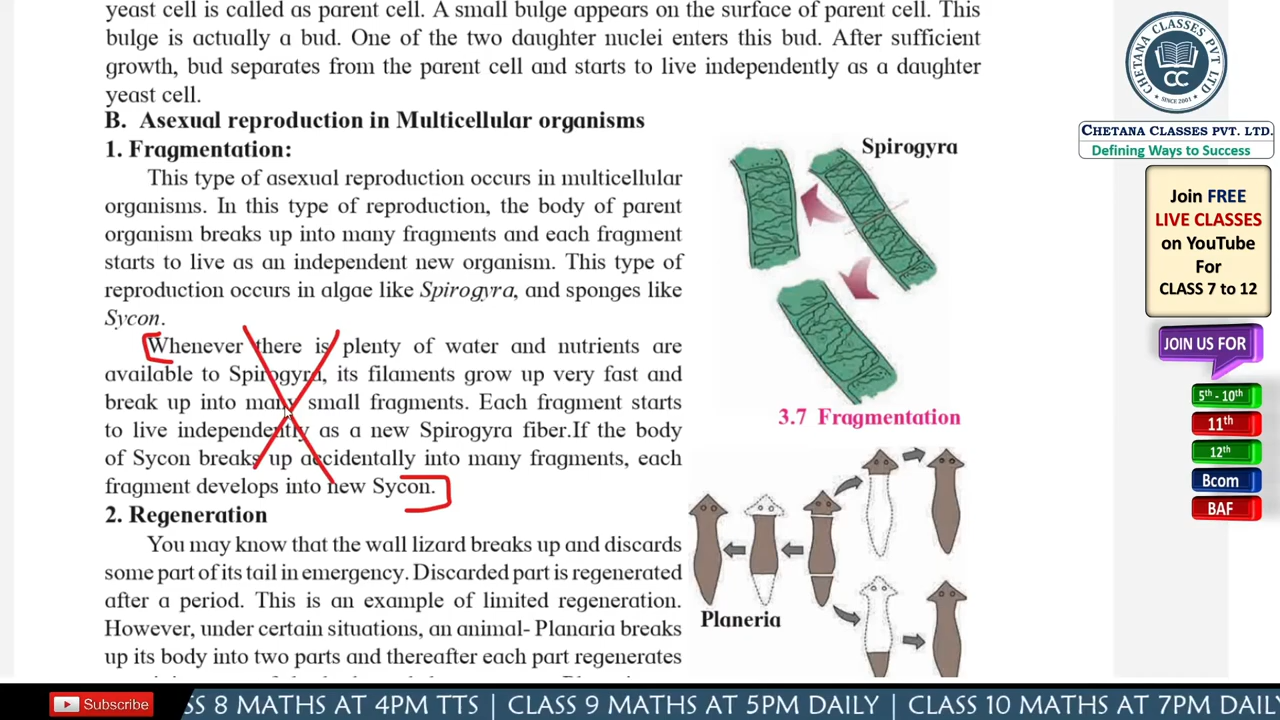 yeast cell is called as parent cell. A small bulge appears on the surface of parent cell. This
bulge is actually a bud. One of the two daughter nuclei enters this bud. After sufficient
growth, bud separates from the parent cell and starts to live independently as a daughter
yeast cell.
B. Asexual reproduction in Multicellular organisms
1. Fragmentation:
This type of asexual reproduction occurs in multicellular
organisms. In this type of reproduction, the body of parent
organism breaks up into many fragments and each fragment
starts to live as an independent new organism. This type of
reproduction occurs in algae like Spirogyra, and sponges like
Sycon.
Whenever there is plenty of water and nutrients are
available to Spirogyra, its filaments grow up very fast and
break up into many small fragments. Each fragment starts
to live independently as a new Spirogyra fiber.If the body
of Sycon breaks up accidentally into many fragments, each
fragment develops into new Sycon.
2. Regeneration
You may know that the wall lizard breaks up and discards
some part of its tail in emergency. Discarded part is regenerated
after a period. This is an example of limited regeneration.
However, under certain situations, an animal- Planaria breaks
up its body into two parts and thereafter each part regenerates
Spirogyra
3.7 Fragmentation
Planeria
CHETANA CLASSES PVT LTD
CC
SINCE 2001
CHETANA CLASSES PVT. LTD.
Defining Ways to Success
Join FREE
LIVE CLASSES
on YouTube
For
CLASS 7 to 12
JOIN US FOR
5th - 10th
11th
12th
Bcom
BAF
Subscribe
SS 8 MATHS AT 4PM TTS | CLASS 9 MATHS AT 5PM DAILY | CLASS 10 MATHS AT 7PM DAIL